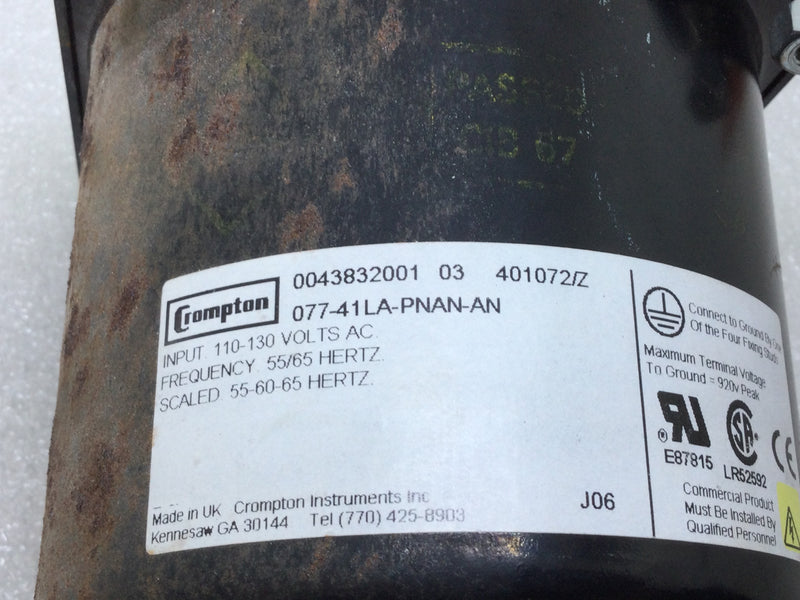 PASSED
67
Crompton
0043832001 03 401072/Z
077-41LA-PNAN-AN
INPUT. 110-130 VOLTS AC.
FREQUENCY. 55/65 HERTZ.
SCALED. 55-60-65 HERTZ.
Made in UK Crompton Instruments Inc
Kennesaw GA 30144 Tel (770) 425-8903
J06
Connect to Ground By
Of the Four Fixing Studs
Maximum Terminal Voltage
To Ground = 920v Peak
E87815
LR52592
Commercial Product
Must Be Installed By
Qualified Personnel